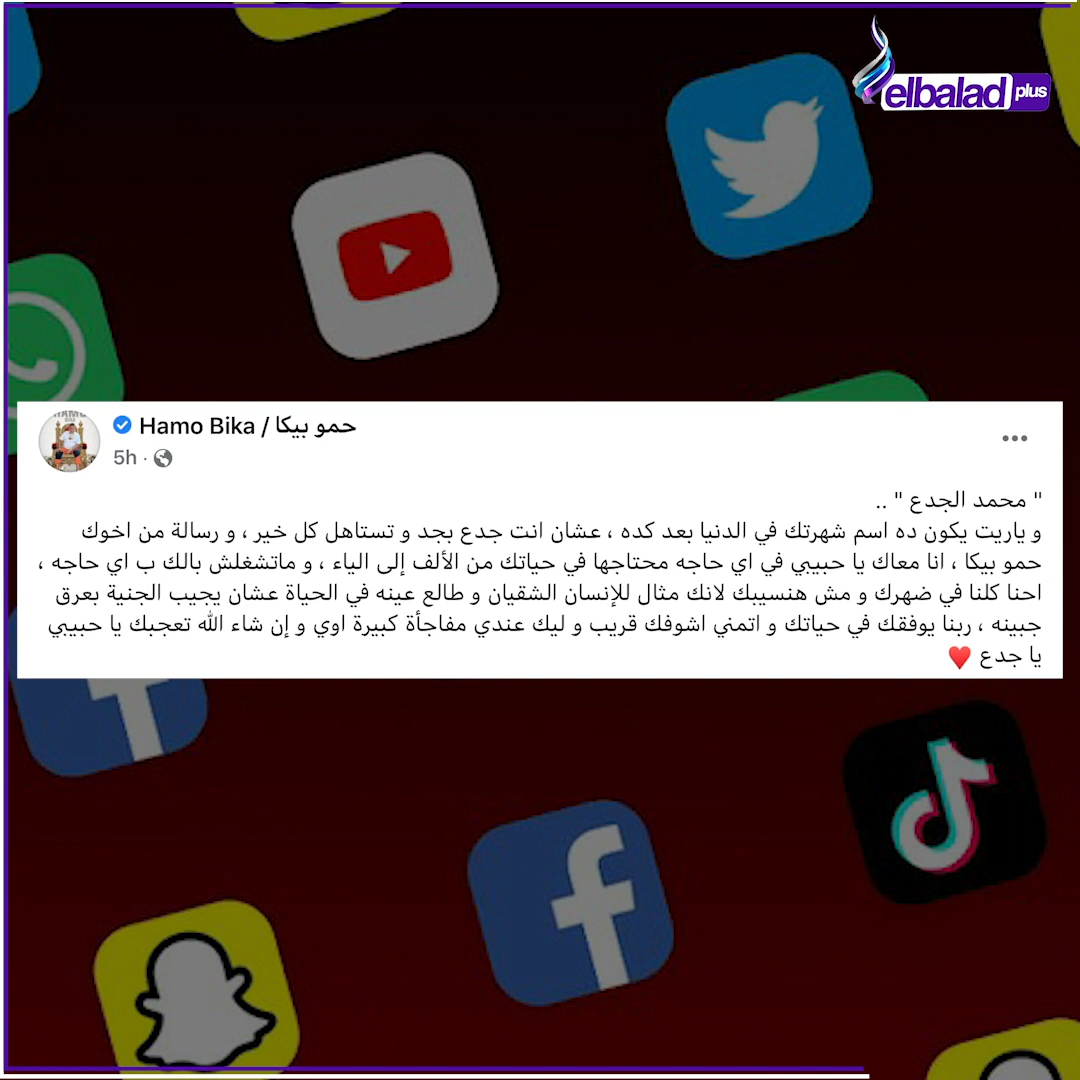 elbalad plus
Hamo Bika / حمو بيكا
5h ·
" محمد الجدع " ..
و ياريت يكون ده اسم شهرتك في الدنيا بعد كده ، عشان انت جدع بجد و تستاهل كل خير ، و رسالة من اخوك
حمو بيكا ، انا معاك يا حبيبي في اي حاجه محتاجها في حياتك من الألف إلى الياء ، و ماتشغلش بالك ب اي حاجه ،
احنا كلنا في ضهرك و مش هنسيبك لانك مثال للإنسان الشقيان و طالع عينه في الحياة عشان يجيب الجنية بعرق
جبينه ، ربنا يوفقك في حياتك و اتمني اشوفك قريب و ليك عندي مفاجأة كبيرة اوي و إن شاء الله تعجبك يا حبيبي
يا جدع ♥️